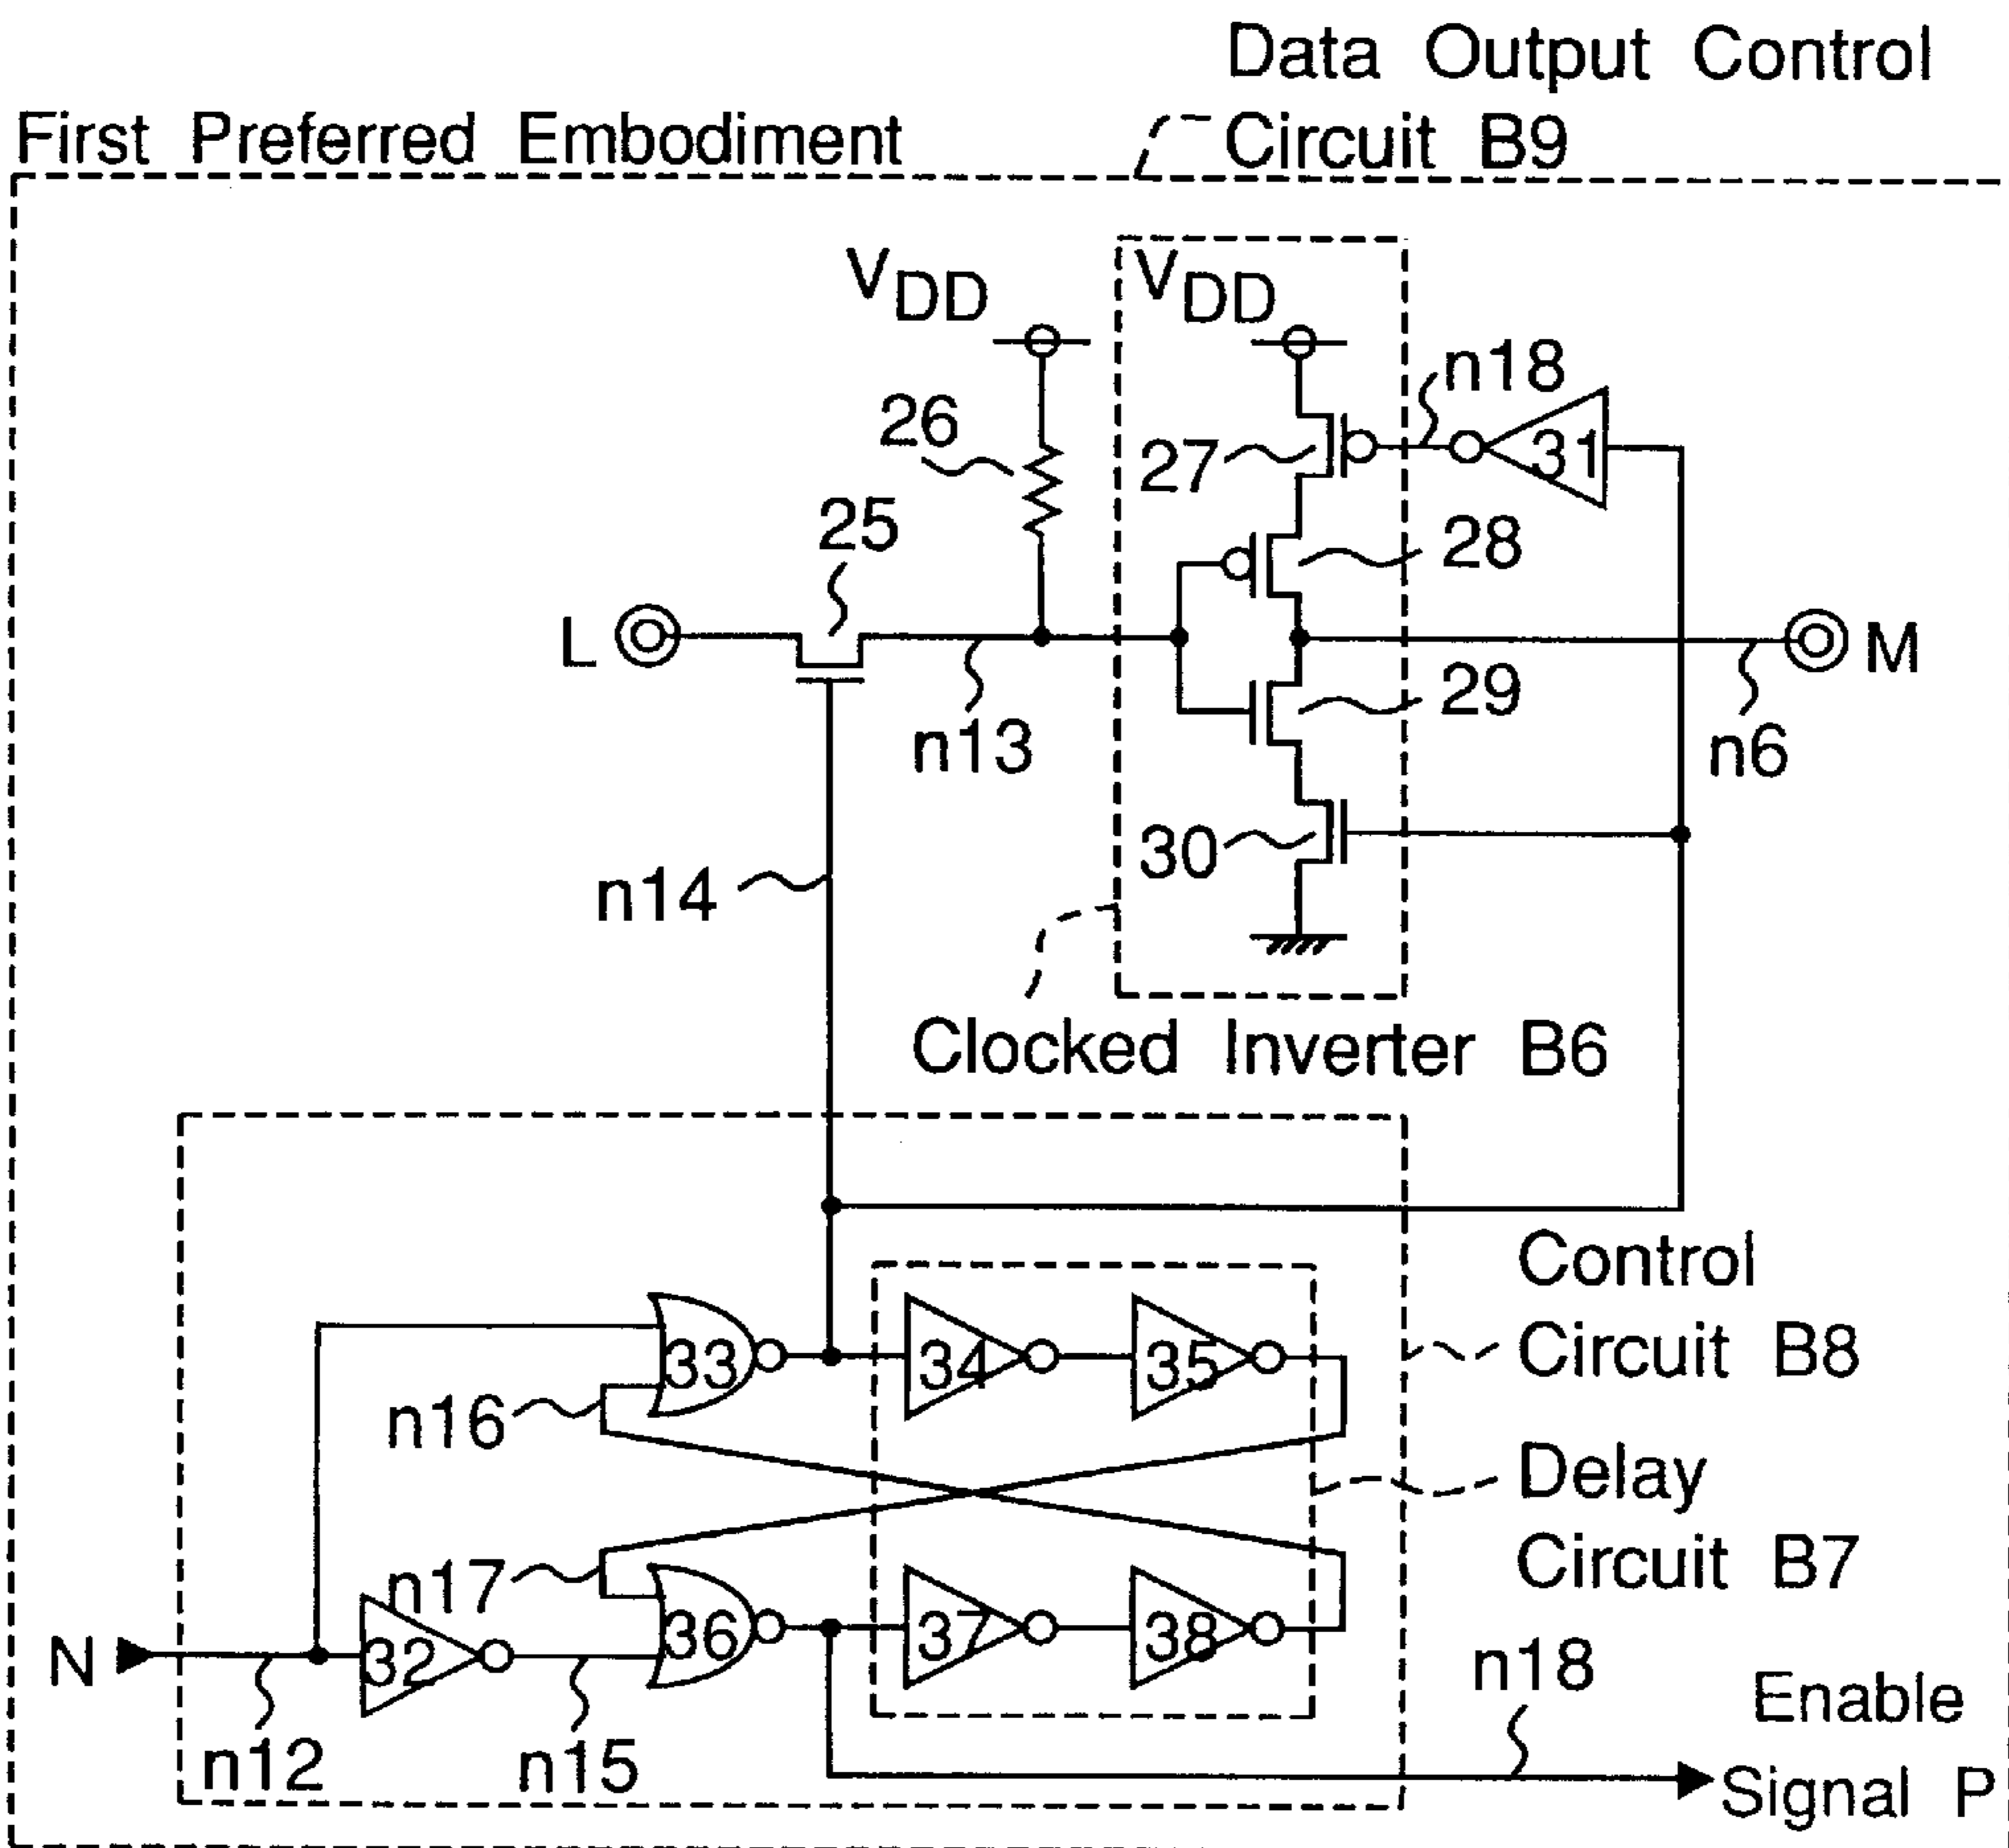 Data Output Control
Circuit B9
First Preferred Embodiment
VDD
VDD
n18
26
27
31
25
28
L
M
29
n13
n6
30
n14
Clocked Inverter B6
Control
Circuit B8
33
34
35
n16
Delay
Circuit B7
n17
N
32
36
37
38
n18
Enable
Signal P
n12
n15